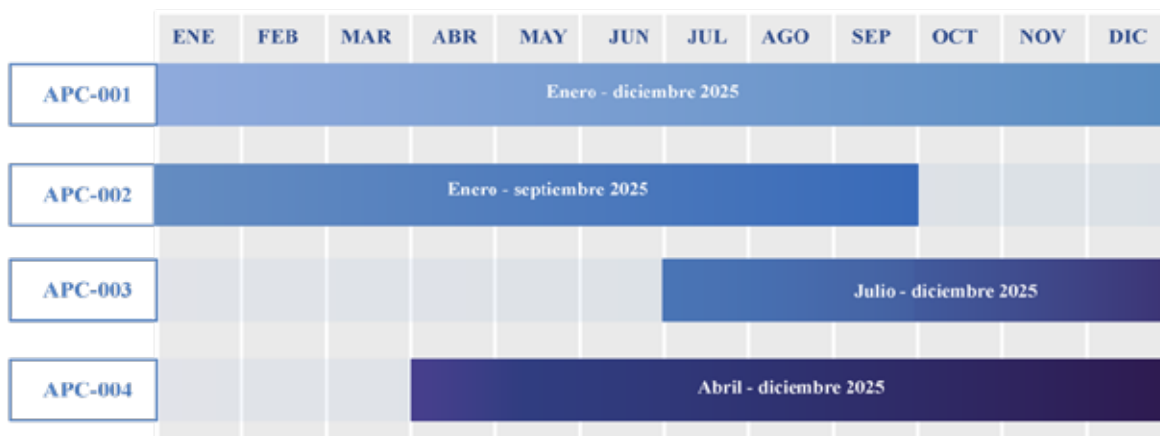 ENE FEB MAR ABR MAY JUN JUL AGO SEP OCT NOV DIC
APC-001 Enero - diciembre 2025
APC-002 Enero - septiembre 2025
APC-003 Julio - diciembre 2025
APC-004 Abril - diciembre 2025